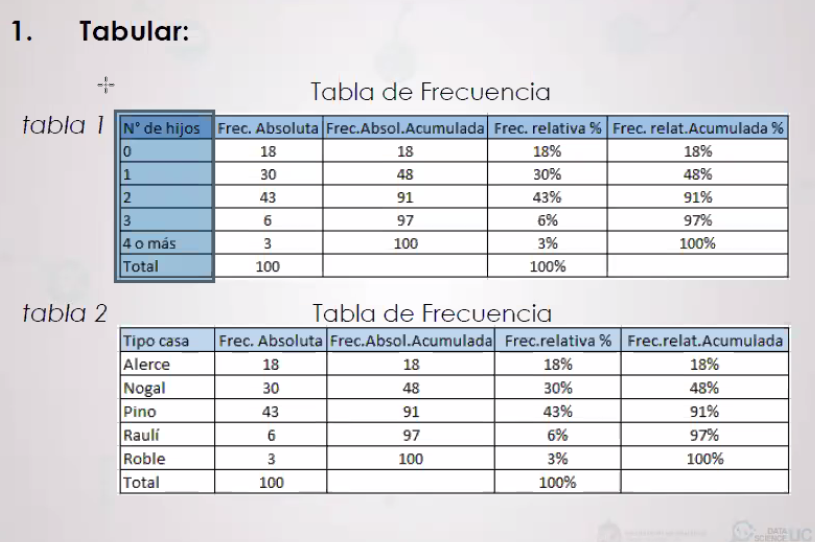 1. Tabular:
Tabla de Frecuencia
tabla 1
N° de hijos Frec. Absoluta Frec.Absol.Acumulada Frec. relativa % Frec. relat.Acumulada %
0 18 18 18% 18%
1 30 48 30% 48%
2 43 91 43% 91%
3 6 97 6% 97%
4 o más 3 100 3% 100%
Total 100 100%
tabla 2
Tabla de Frecuencia
Tipo casa Frec. Absoluta Frec.Absol.Acumulada Frec.relativa % Frec.relat.Acumulada
Alerce 18 18 18% 18%
Nogal 30 48 30% 48%
Pino 43 91 43% 91%
Raulí 6 97 6% 97%
Roble 3 100 3% 100%
Total 100 100%
DATA
SCIENCE UC